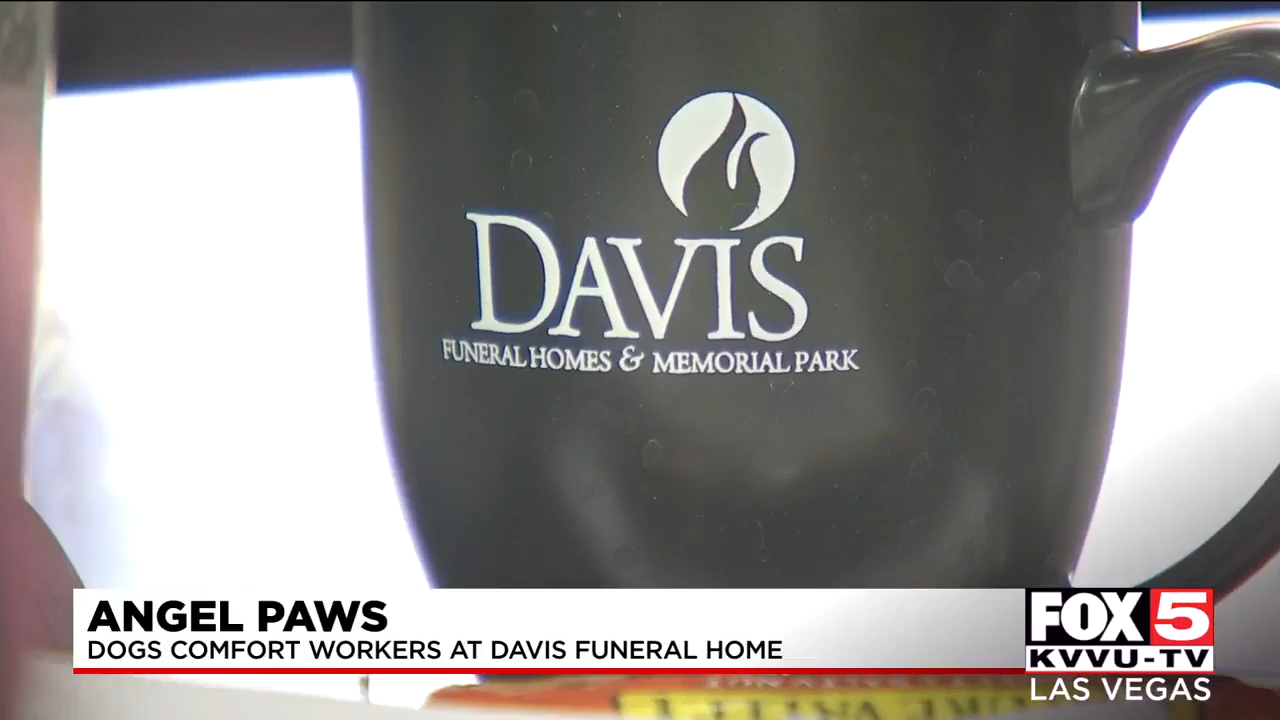 DAVIS
FUNERAL HOMES & MEMORIAL PARK
ANGEL PAWS
DOGS COMFORT WORKERS AT DAVIS FUNERAL HOME
FOX 5
KVVU-TV
LAS VEGAS